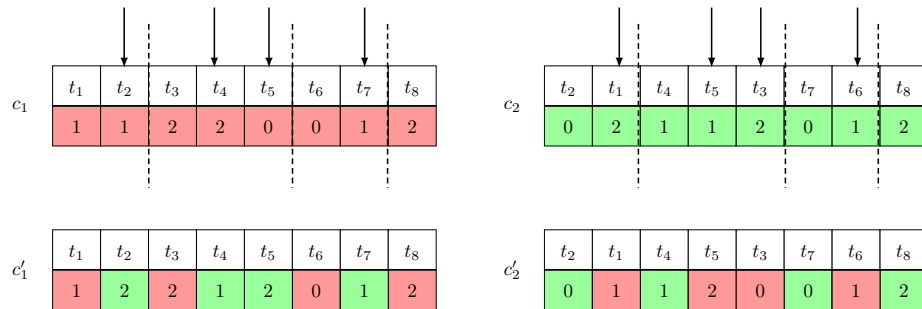 t1 t2 t3 t4 t5 t6 t7 t8
c1
1 1 2 2 0 0 1 2
t2 t1 t4 t5 t3 t7 t6 t8
c2
0 2 1 1 2 0 1 2
t1 t2 t3 t4 t5 t6 t7 t8
c′1
1 2 2 1 2 0 1 2
t2 t1 t4 t5 t3 t7 t6 t8
c′2
0 1 1 2 0 0 1 2